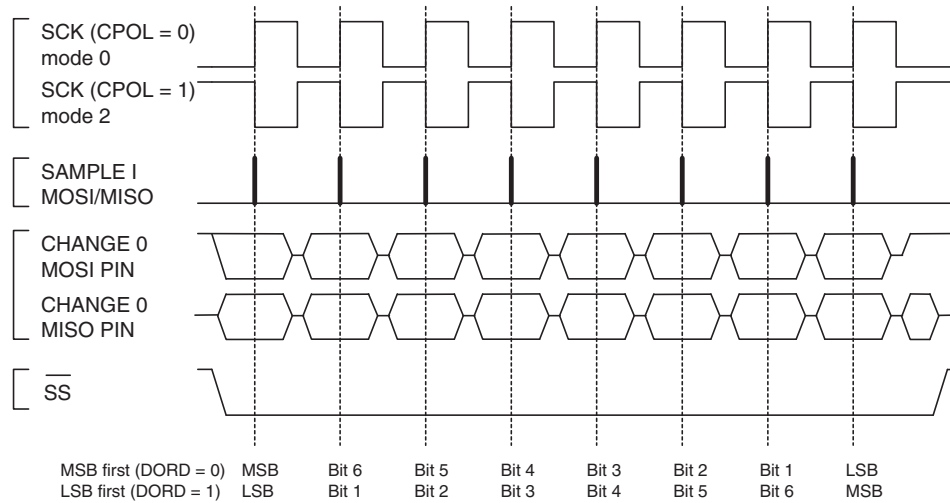 SCK (CPOL = 0)
mode 0
SCK (CPOL = 1)
mode 2
SAMPLE I
MOSI/MISO
CHANGE 0
MOSI PIN
CHANGE 0
MISO PIN
SS
MSB first (DORD = 0) MSB Bit 6 Bit 5 Bit 4 Bit 3 Bit 2 Bit 1 LSB
LSB first (DORD = 1) LSB Bit 1 Bit 2 Bit 3 Bit 4 Bit 5 Bit 6 MSB